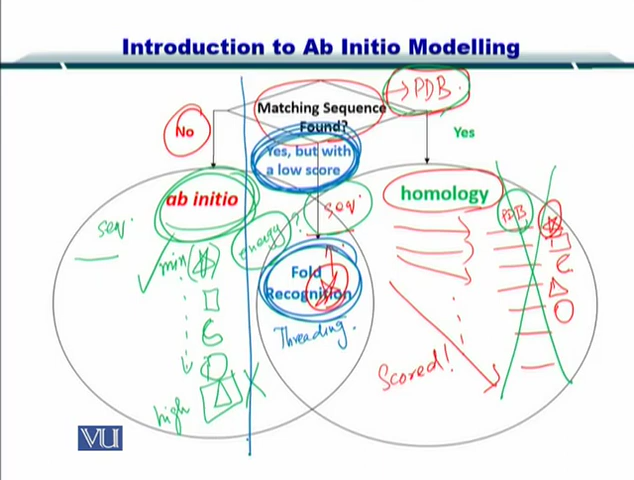 Introduction to Ab Initio Modelling
→ PDB.
Matching Sequence
Found?
No
Yes
Yes, but with
a low score
ab initio
homology
seq.
seq.
energy?
PDB
min
Fold
Recognition
Threading.
Scored!
high
VU